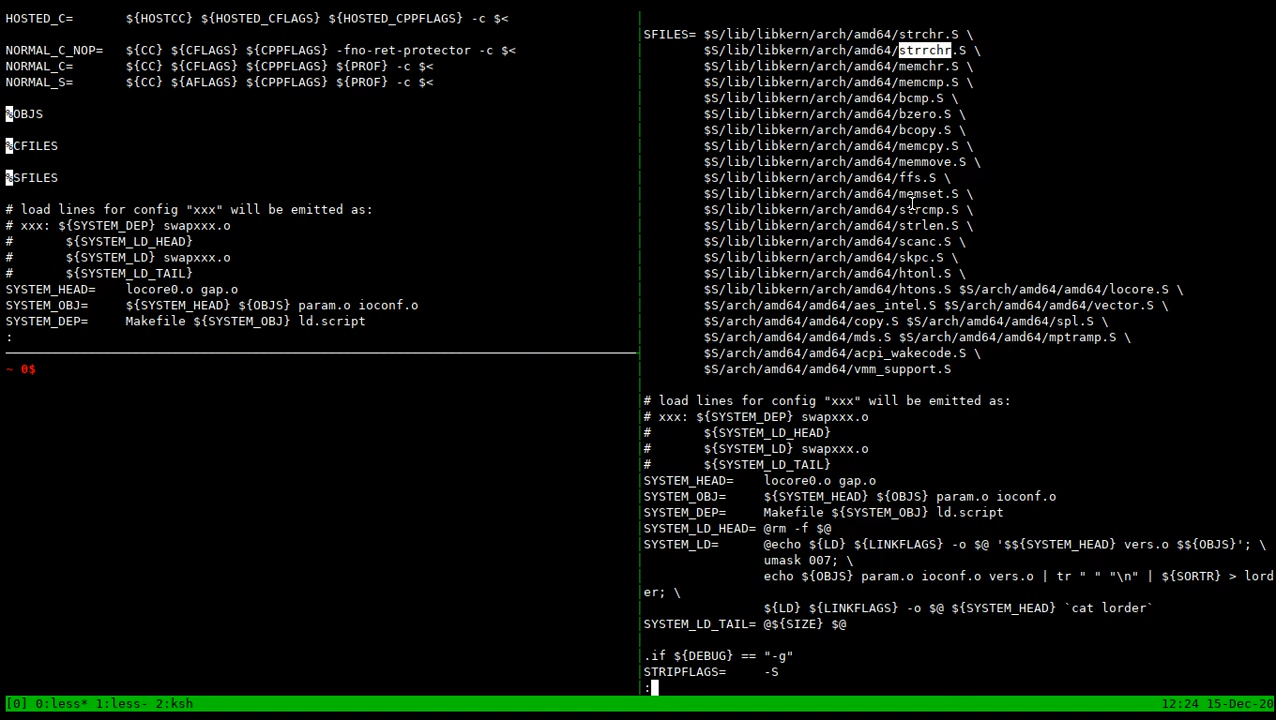 HOSTED_C=       ${HOSTCC} ${HOSTED_CFLAGS} ${HOSTED_CPPFLAGS} -c $<
NORMAL_C_NOP=   ${CC} ${CFLAGS} ${CPPFLAGS} -fno-ret-protector -c $<
NORMAL_C=       ${CC} ${CFLAGS} ${CPPFLAGS} ${PROF} -c $<
NORMAL_S=       ${CC} ${AFLAGS} ${CPPFLAGS} ${PROF} -c $<
%OBJS
%CFILES
%SFILES
# load lines for config "xxx" will be emitted as:
# xxx: ${SYSTEM_DEP} swapxxx.o
#       ${SYSTEM_LD_HEAD}
#       ${SYSTEM_LD} swapxxx.o
#       ${SYSTEM_LD_TAIL}
SYSTEM_HEAD=    locore0.o gap.o
SYSTEM_OBJ=     ${SYSTEM_HEAD} ${OBJS} param.o ioconf.o
SYSTEM_DEP=     Makefile ${SYSTEM_OBJ} ld.script
:
~ 0$
SFILES= $S/lib/libkern/arch/amd64/strchr.S \
        $S/lib/libkern/arch/amd64/strrchr.S \
        $S/lib/libkern/arch/amd64/memchr.S \
        $S/lib/libkern/arch/amd64/memcmp.S \
        $S/lib/libkern/arch/amd64/bcmp.S \
        $S/lib/libkern/arch/amd64/bzero.S \
        $S/lib/libkern/arch/amd64/bcopy.S \
        $S/lib/libkern/arch/amd64/memcpy.S \
        $S/lib/libkern/arch/amd64/memmove.S \
        $S/lib/libkern/arch/amd64/ffs.S \
        $S/lib/libkern/arch/amd64/memset.S \
        $S/lib/libkern/arch/amd64/strcmp.S \
        $S/lib/libkern/arch/amd64/strlen.S \
        $S/lib/libkern/arch/amd64/scanc.S \
        $S/lib/libkern/arch/amd64/skpc.S \
        $S/lib/libkern/arch/amd64/htonl.S \
        $S/lib/libkern/arch/amd64/htons.S $S/arch/amd64/amd64/locore.S \
        $S/arch/amd64/amd64/aes_intel.S $S/arch/amd64/amd64/vector.S \
        $S/arch/amd64/amd64/copy.S $S/arch/amd64/amd64/spl.S \
        $S/arch/amd64/amd64/mds.S $S/arch/amd64/amd64/mptramp.S \
        $S/arch/amd64/amd64/acpi_wakecode.S \
        $S/arch/amd64/amd64/vmm_support.S
# load lines for config "xxx" will be emitted as:
# xxx: ${SYSTEM_DEP} swapxxx.o
#       ${SYSTEM_LD_HEAD}
#       ${SYSTEM_LD} swapxxx.o
#       ${SYSTEM_LD_TAIL}
SYSTEM_HEAD=    locore0.o gap.o
SYSTEM_OBJ=     ${SYSTEM_HEAD} ${OBJS} param.o ioconf.o
SYSTEM_DEP=     Makefile ${SYSTEM_OBJ} ld.script
SYSTEM_LD_HEAD= @rm -f $@
SYSTEM_LD=      @echo ${LD} ${LINKFLAGS} -o $@ '$${SYSTEM_HEAD} vers.o $${OBJS}'; \
                umask 007; \
                echo ${OBJS} param.o ioconf.o vers.o | tr " " "\n" | ${SORTR} > lord
er; \
                ${LD} ${LINKFLAGS} -o $@ ${SYSTEM_HEAD} `cat lorder`
SYSTEM_LD_TAIL= @${SIZE} $@
.if ${DEBUG} == "-g"
STRIPFLAGS=     -S
:
[0] 0:less* 1:less- 2:ksh 12:24 15-Dec-20